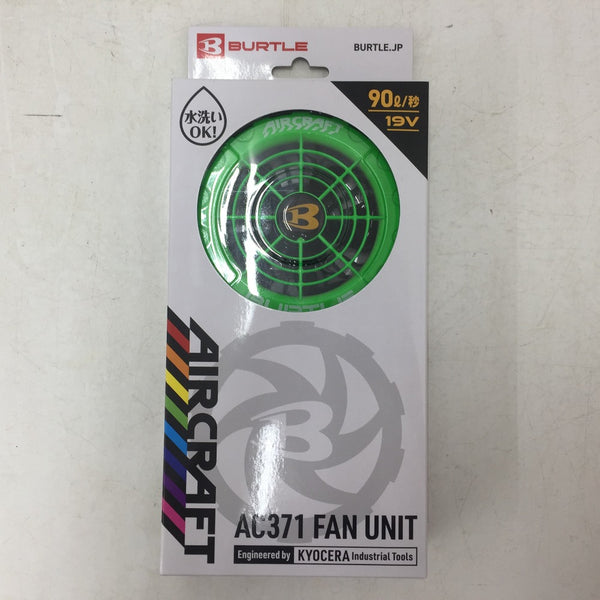 B BURTLE
BURTLE.JP
水洗い
OK!
90ℓ/秒
19V
AIRCRAFT
B
BURTLE
AIRCRAFT
B
AC371 FAN UNIT
Engineered by KYOCERA Industrial Tools